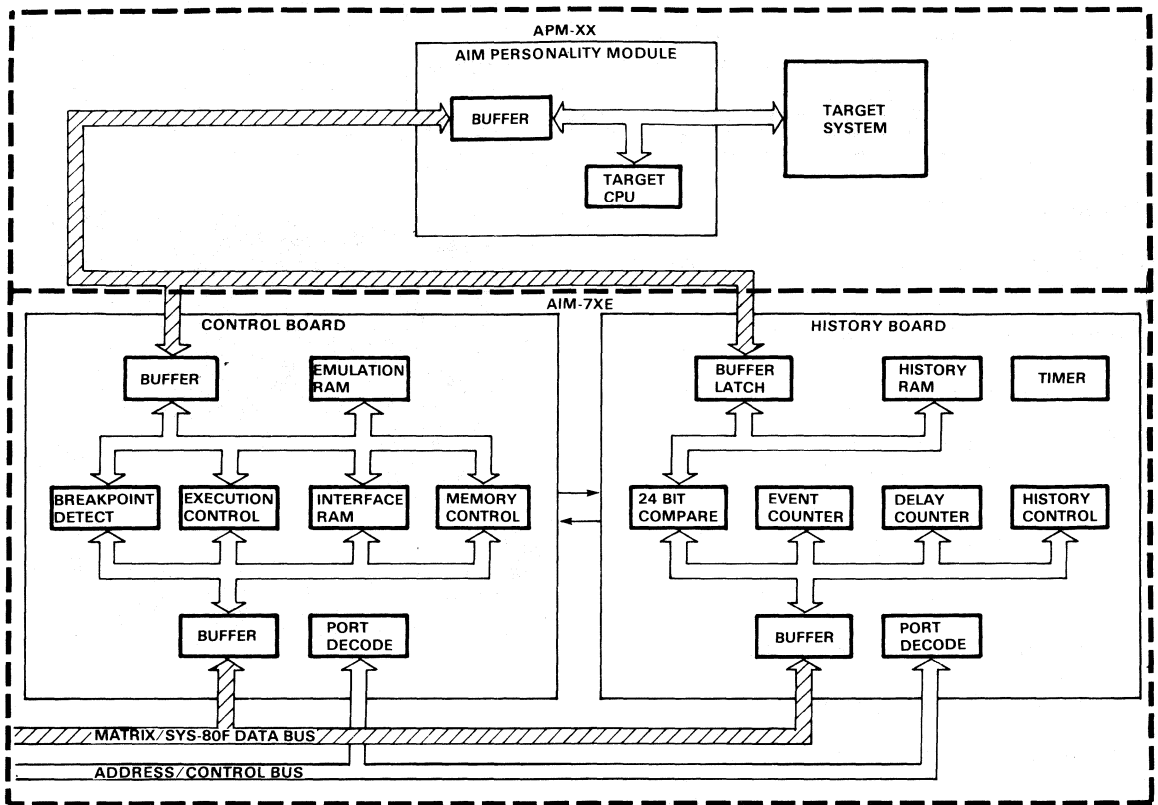 APM-XX
AIM PERSONALITY MODULE
BUFFER
TARGET
CPU
TARGET
SYSTEM
AIM-7XE
CONTROL BOARD
BUFFER
EMULATION
RAM
BREAKPOINT
DETECT
EXECUTION
CONTROL
INTERFACE
RAM
MEMORY
CONTROL
BUFFER
PORT
DECODE
HISTORY BOARD
BUFFER
LATCH
HISTORY
RAM
TIMER
24 BIT
COMPARE
EVENT
COUNTER
DELAY
COUNTER
HISTORY
CONTROL
BUFFER
PORT
DECODE
MATRIX/SYS-80F DATA BUS
ADDRESS/CONTROL BUS